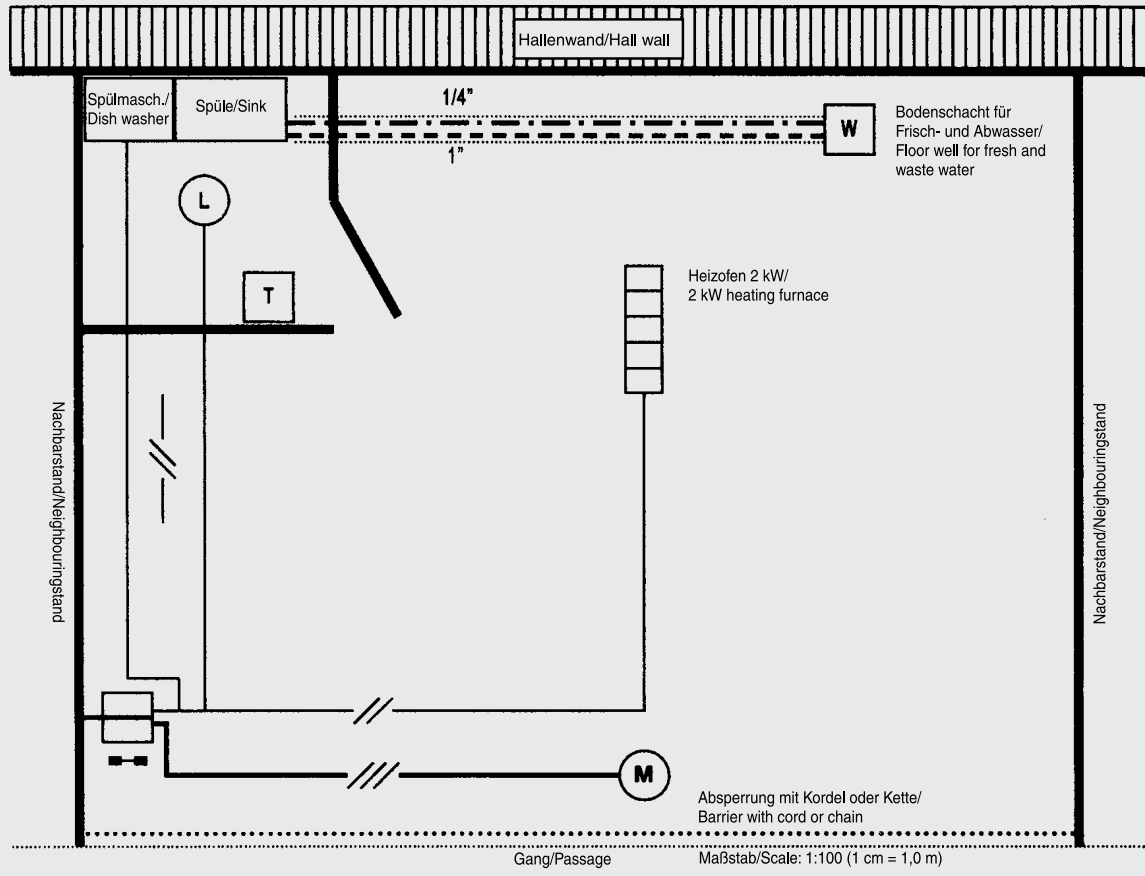 Hallenwand/Hall wall
Spülmasch./
Dish washer
Spüle/Sink
1/4”
1”
W
Bodenschacht für
Frisch- und Abwasser/
Floor well for fresh and
waste water
L
T
Heizofen 2 kW/
2 kW heating furnace
Nachbarstand/Neighbouringstand
Nachbarstand/Neighbouringstand
M
Absperrung mit Kordel oder Kette/
Barrier with cord or chain
Gang/Passage
Maßstab/Scale: 1:100 (1 cm = 1,0 m)